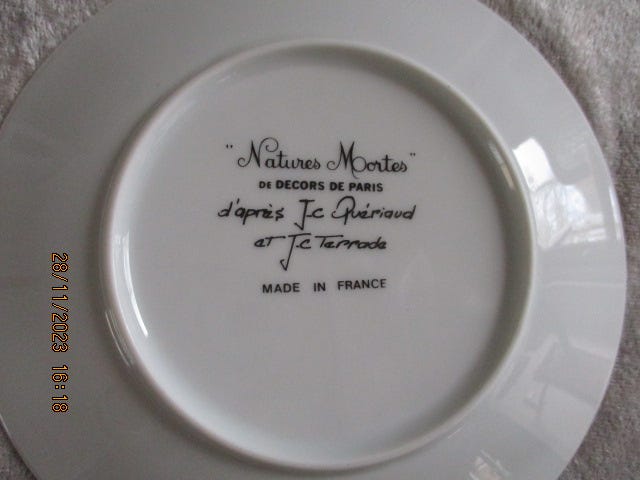 "Natures Mortes"
DE DECORS DE PARIS
d'après J-C Quériaud
et J-C Terrade
MADE IN FRANCE
28/11/2023 16:18